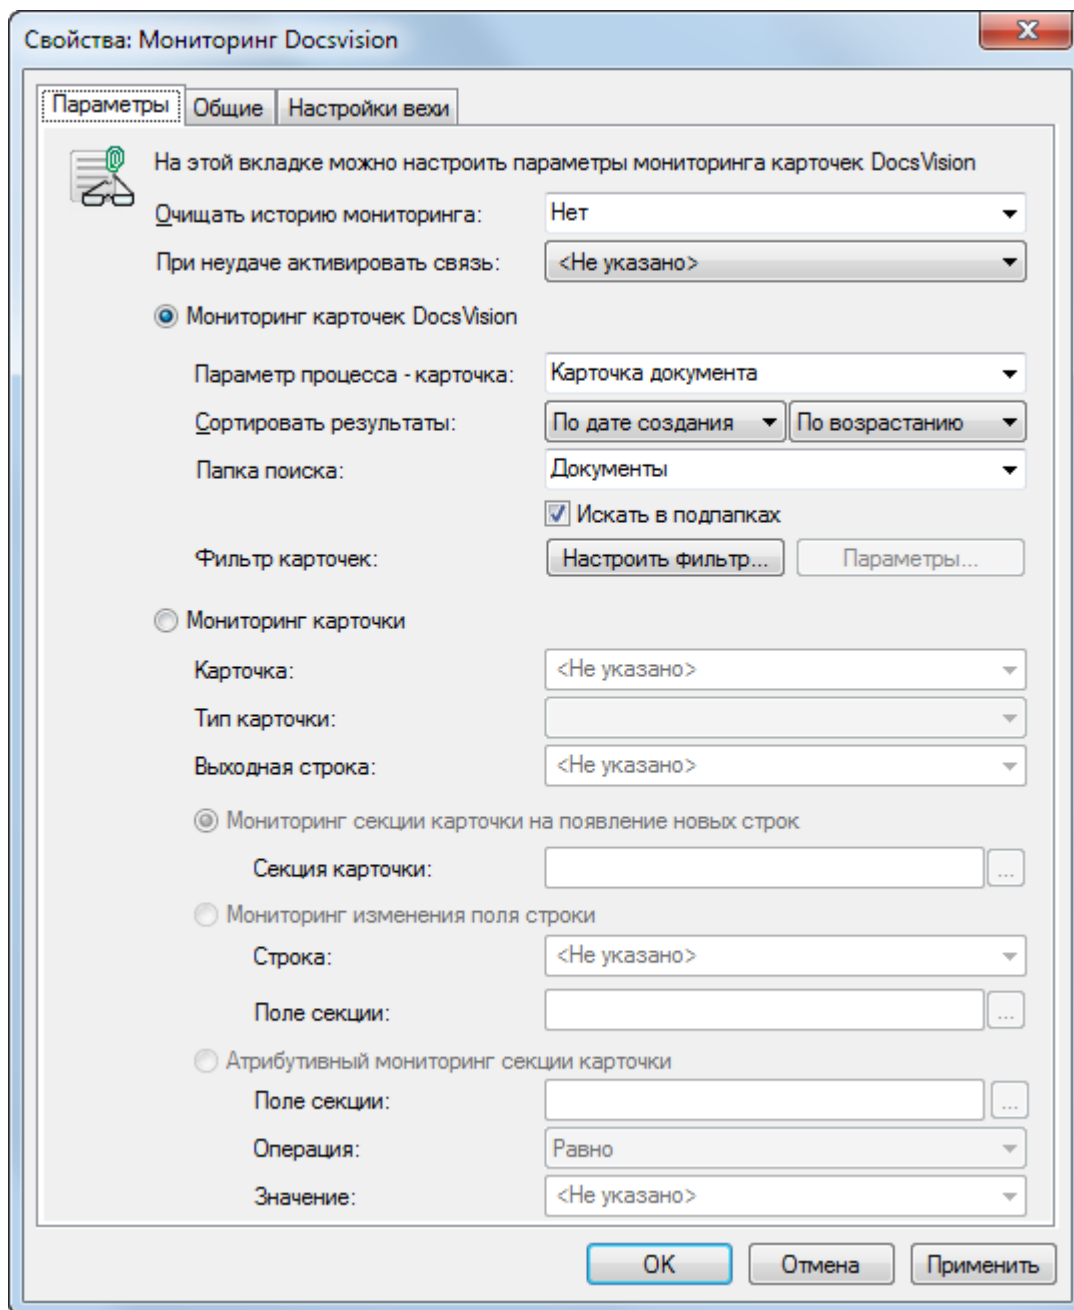 Свойства: Мониторинг Docsvision
Параметры Общие Настройки вехи
На этой вкладке можно настроить параметры мониторинга карточек DocsVision
Очищать историю мониторинга: Нет
При неудаче активировать связь: <Не указано>
Мониторинг карточек DocsVision
Параметр процесса - карточка: Карточка документа
Сортировать результаты: По дате создания По возрастанию
Папка поиска: Документы
Искать в подпапках
Фильтр карточек: Настроить фильтр... Параметры...
Мониторинг карточки
Карточка: <Не указано>
Тип карточки:
Выходная строка: <Не указано>
Мониторинг секции карточки на появление новых строк
Секция карточки: ...
Мониторинг изменения поля строки
Строка: <Не указано>
Поле секции: ...
Атрибутивный мониторинг секции карточки
Поле секции: ...
Операция: Равно
Значение: <Не указано>
OK Отмена Применить